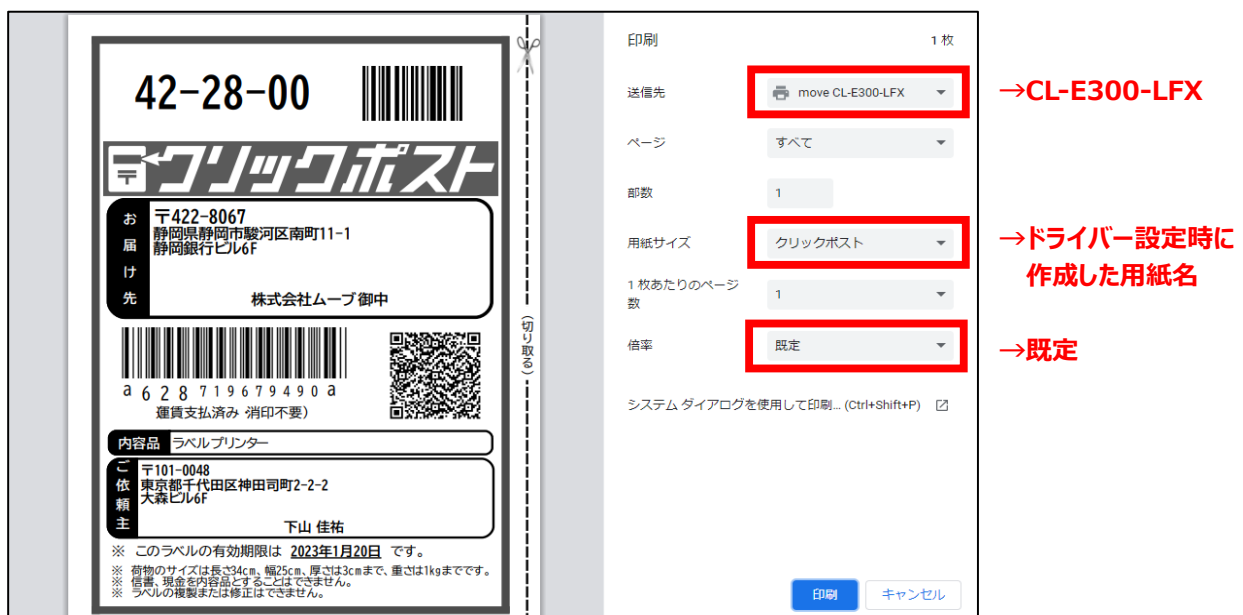 42-28-00
クリックポスト
お届け先
〒422-8067
静岡県静岡市駿河区南町11-1
静岡銀行ビル6F
株式会社ムーブ 御中
a628719679490a
運賃支払済み 消印不要)
内容品 ラベルプリンター
ご依頼主
〒101-0048
東京都千代田区神田司町2-2-2
大森ビル6F
下山 佳祐
※ このラベルの有効期限は 2023年1月20日 です。
※ 荷物のサイズは長さ34cm、幅25cm、厚さは3cmまで、重さは1kgまでです。
※ 信書、現金を内容品とすることはできません。
※ ラベルの複製または修正はできません。
(切り取る)
印刷 1 枚
送信先 move CL-E300-LFX
ページ すべて
部数 1
用紙サイズ クリックポスト
1 枚あたりのページ
数 1
倍率 既定
システム ダイアログを使用して印刷... (Ctrl+Shift+P)
印刷 キャンセル
→CL-E300-LFX
→ドライバー設定時に
作成した用紙名
→既定